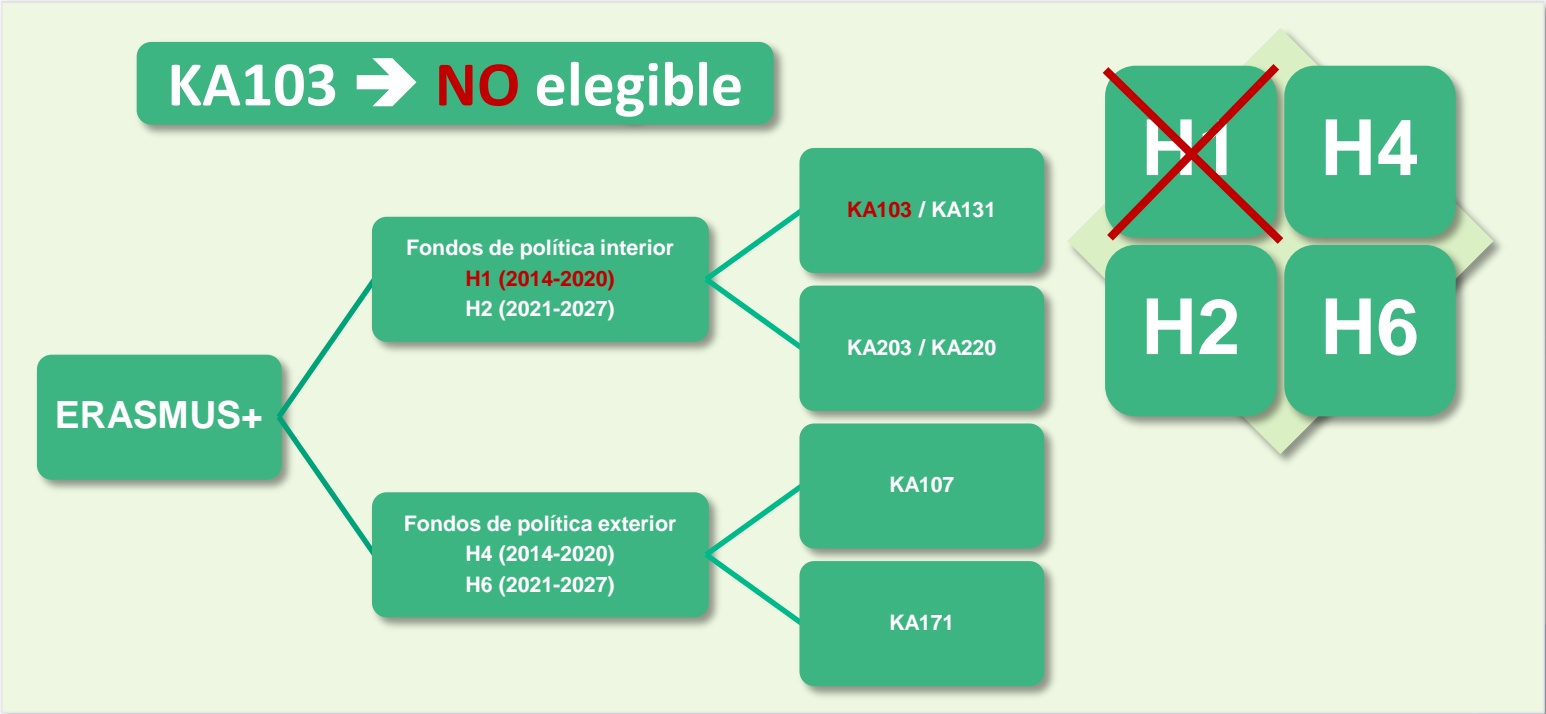 KA103 ➔ NO elegible
ERASMUS+
Fondos de política interior
H1 (2014-2020)
H2 (2021-2027)
KA103 / KA131
KA203 / KA220
Fondos de política exterior
H4 (2014-2020)
H6 (2021-2027)
KA107
KA171
H1
H4
H2
H6